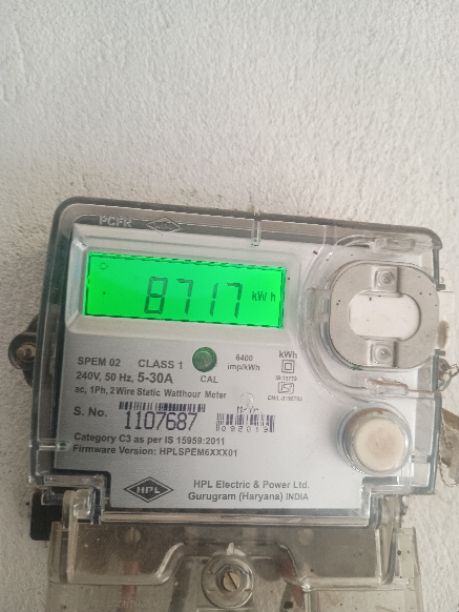 PCFR HPL
8717 kWh
SPEM 02 CLASS 1
240V, 50 Hz, 5-30A
CAL
6400
imp/kWh
kWh
ac, 1Ph, 2 Wire Static Watthour Meter
S. No. 1107687
Category C3 as per IS 15959:2011
Firmware Version: HPLSPEM6XXX01
HPL
HPL Electric & Power Ltd.
Gurugram (Haryana) INDIA